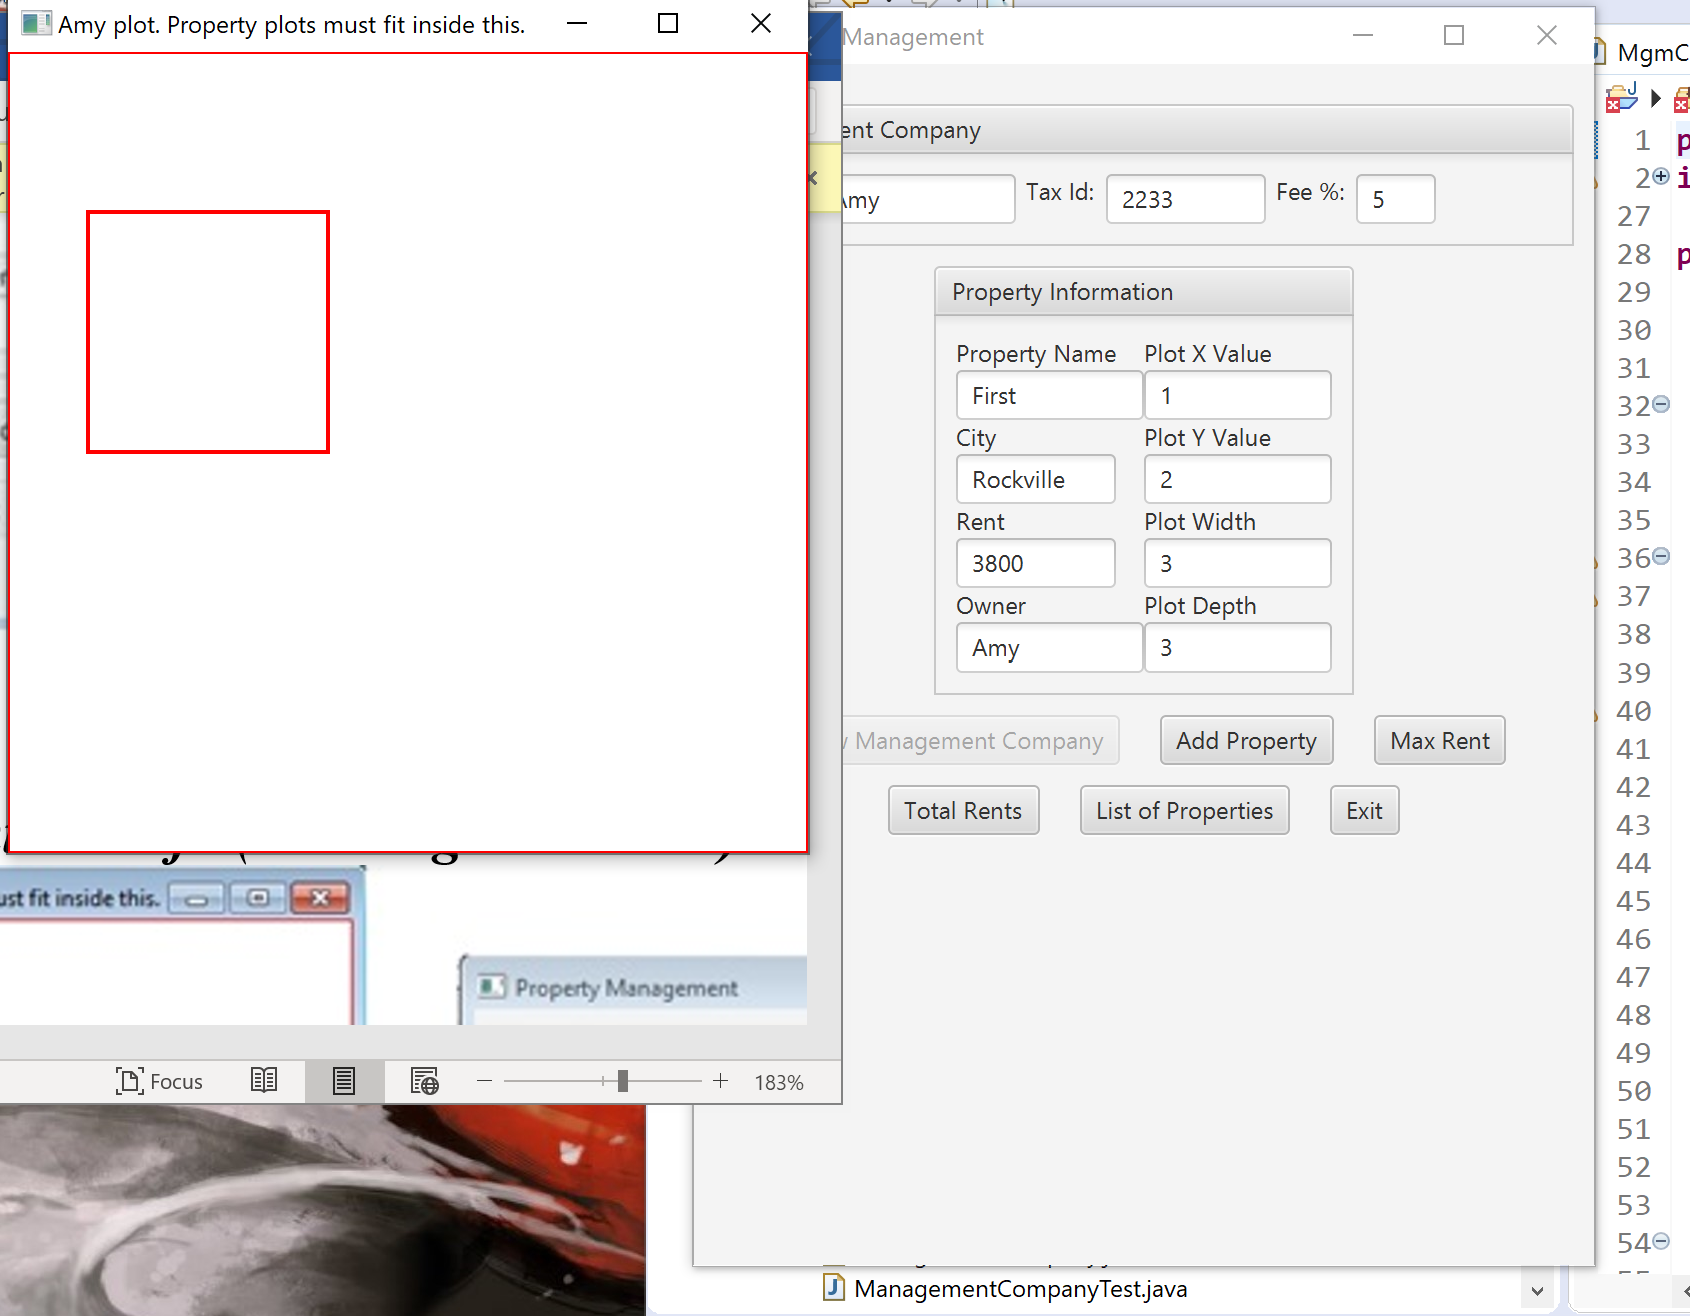 Amy plot. Property plots must fit inside this.
Management
MgmC
ent Company
Amy
Tax Id:
2233
Fee %:
5
Property Information
Property Name
Plot X Value
First
1
City
Plot Y Value
Rockville
2
Rent
Plot Width
3800
3
Owner
Plot Depth
Amy
3
Management Company
Add Property
Max Rent
Total Rents
List of Properties
Exit
ust fit inside this.
Property Management
Focus
183%
ManagementCompanyTest.java
1 p
2 i
27
28 p
29
30
31
32
33
34
35
36
37
38
39
40
41
42
43
44
45
46
47
48
49
50
51
52
53
54